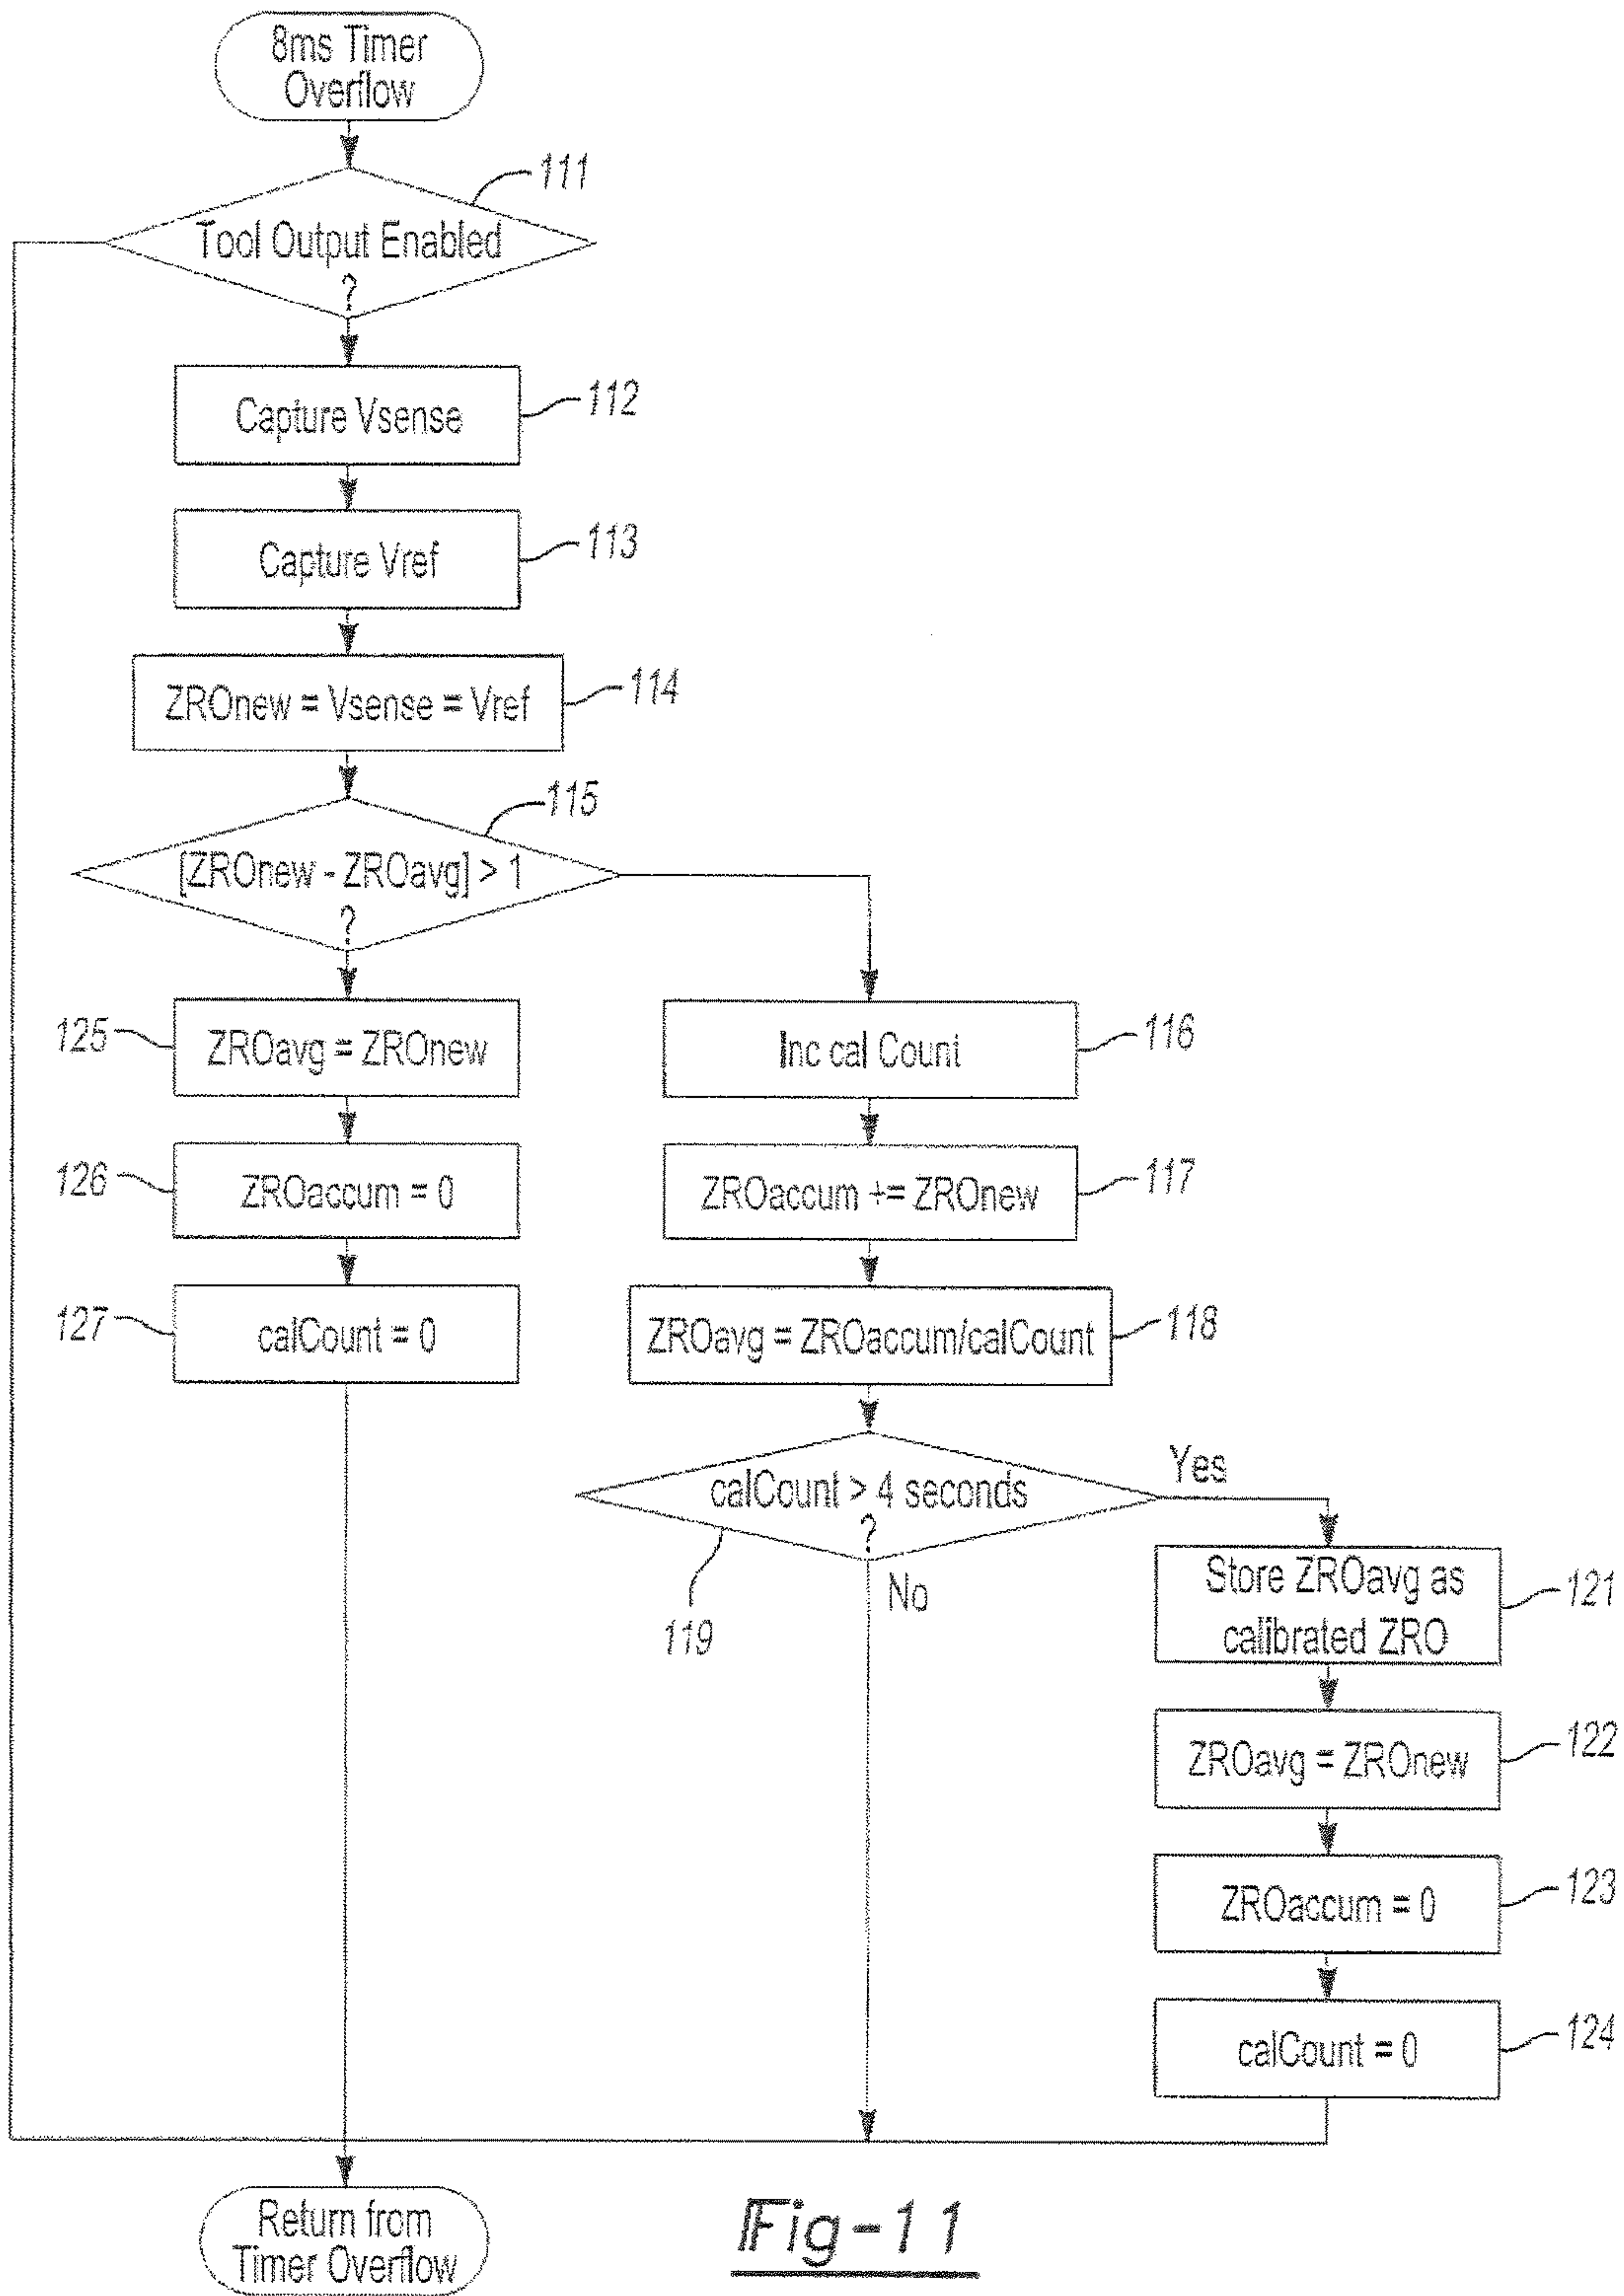 8ms Timer
Overflow
111
Tool Output Enabled
?
112
Capture Vsense
113
Capture Vref
114
ZROnew = Vsense = Vref
115
[ZROnew - ZROavg] > 1
?
125
ZROavg = ZROnew
116
Inc cal Count
126
ZROaccum = 0
117
ZROaccum += ZROnew
127
calCount = 0
118
ZROavg = ZROaccum/calCount
calCount > 4 seconds
?
Yes
No
119
Store ZROavg as
calibrated ZRO
121
ZROavg = ZROnew
122
ZROaccum = 0
123
calCount = 0
124
Return from
Timer Overflow
Fig-11